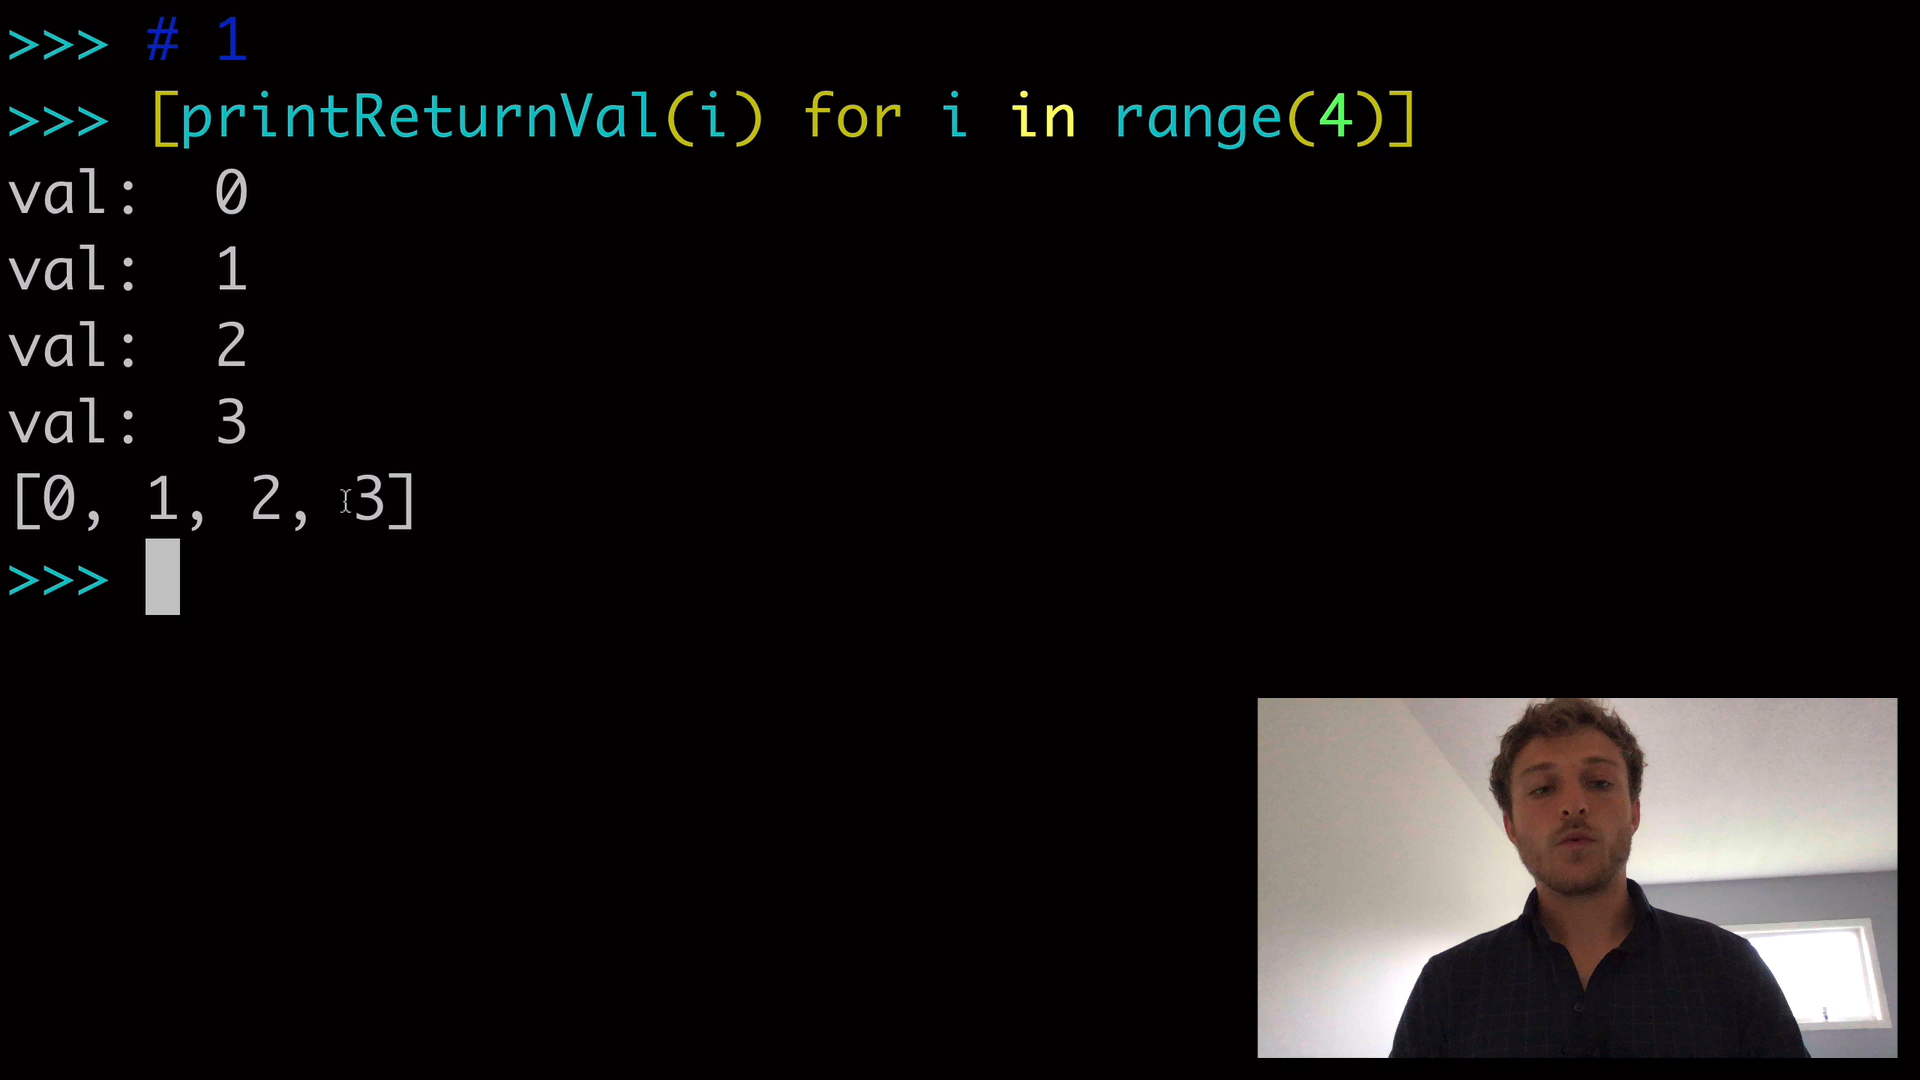 >>> # 1
>>> [printReturnVal(i) for i in range(4)]
val:  0
val:  1
val:  2
val:  3
[0, 1, 2, 3]
>>>